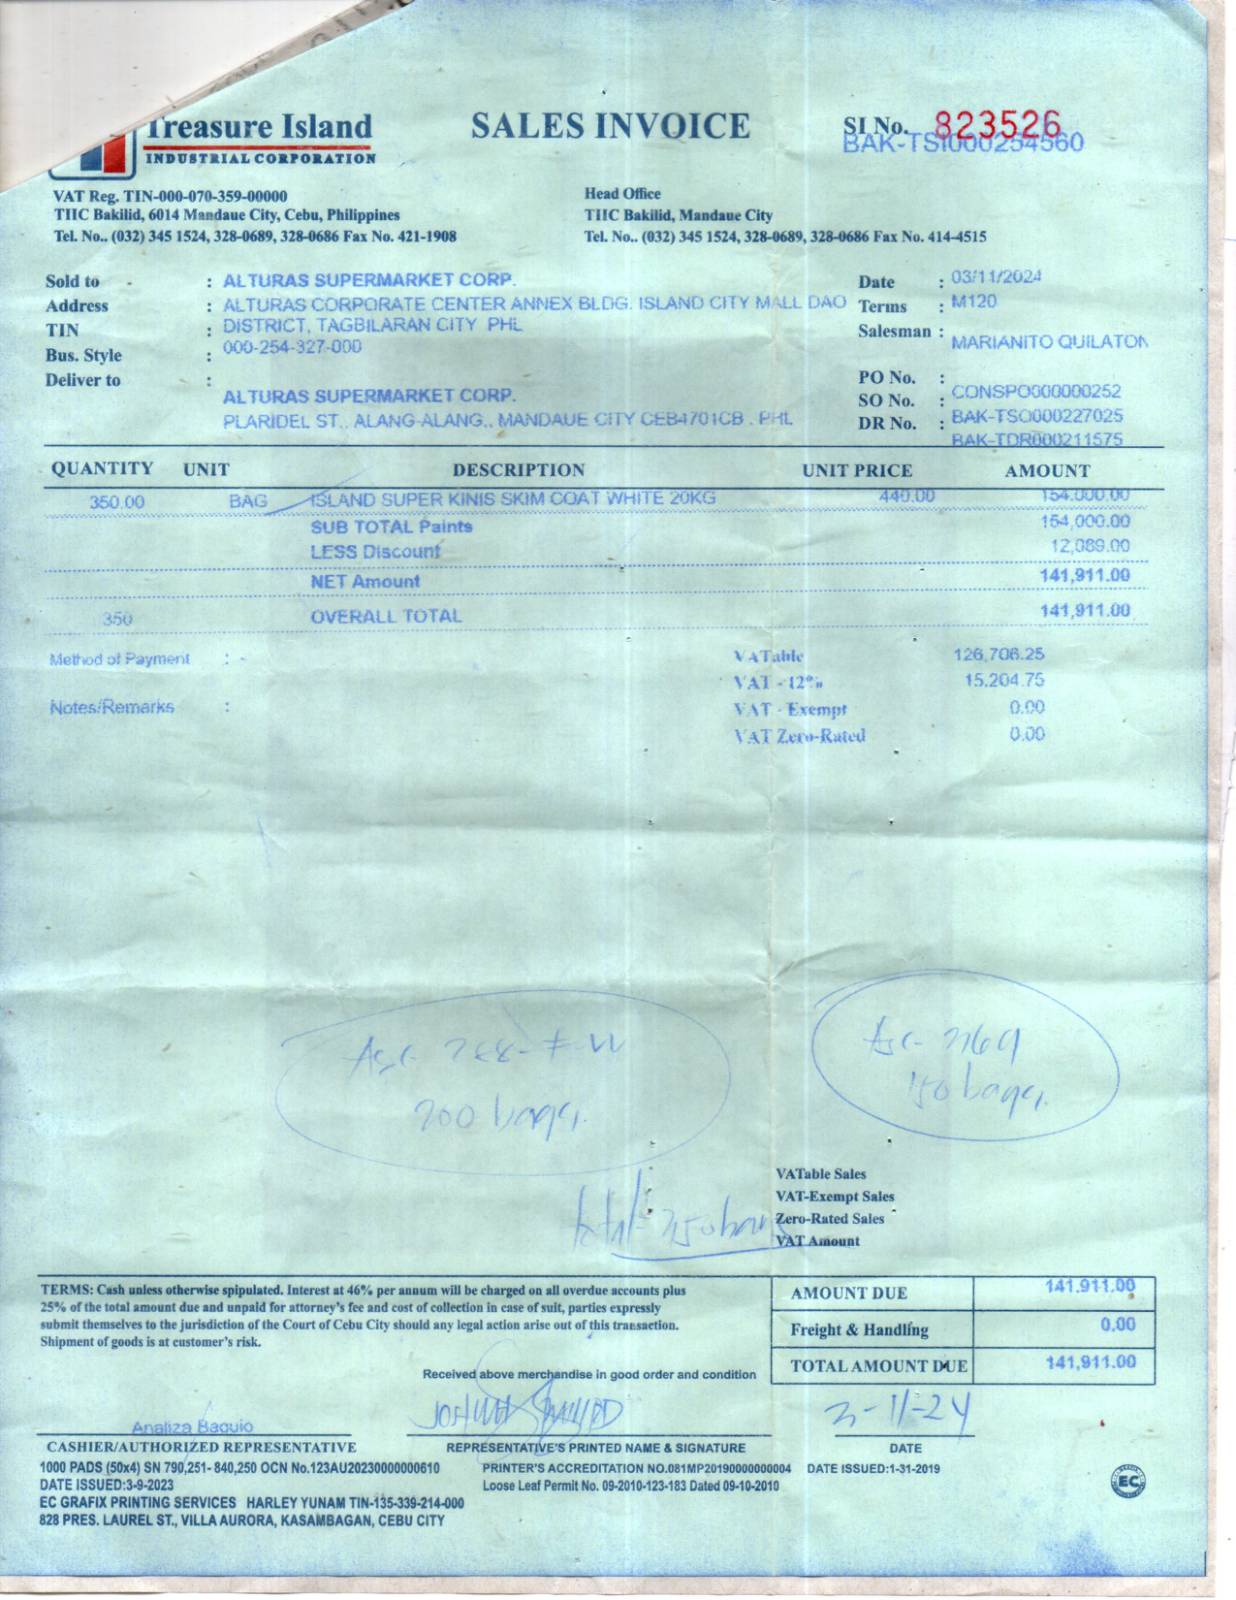 Treasure Island
INDUSTRIAL CORPORATION
SALES INVOICE
SI No. 823526
BAK-TSI000254560
VAT Reg. TIN-000-070-359-00000
TIIC Bakilid, 6014 Mandaue City, Cebu, Philippines
Tel. No.. (032) 345 1524, 328-0689, 328-0686 Fax No. 421-1908
Head Office
TIIC Bakilid, Mandaue City
Tel. No.. (032) 345 1524, 328-0689, 328-0686 Fax No. 414-4515
Sold to : ALTURAS SUPERMARKET CORP.
Address : ALTURAS CORPORATE CENTER ANNEX BLDG. ISLAND CITY MALL DAO
TIN : DISTRICT, TAGBILARAN CITY PHL
Bus. Style : 000-254-327-000
Deliver to :
ALTURAS SUPERMARKET CORP.
PLARIDEL ST., ALANG-ALANG,, MANDAUE CITY CEB4701CB . PHL
Date : 03/11/2024
Terms : M120
Salesman : MARIANITO QUILATON
PO No. : CONSPO000000252
SO No. : BAK-TSO000227025
DR No. : BAK-TDR000211575
QUANTITY UNIT DESCRIPTION UNIT PRICE AMOUNT
350.00 BAG ISLAND SUPER KINIS SKIM COAT WHITE 20KG 440.00 154.000.00
SUB TOTAL Paints 154,000.00
LESS Discount 12,089.00
NET Amount 141,911.00
350 OVERALL TOTAL 141,911.00
Method of Payment : -
Notes/Remarks :
VATable 126,706.25
VAT - 12% 15.204.75
VAT - Exempt 0.00
VAT Zero-Rated 0.00
200 bags.
150 bags.
total-
VATable Sales
VAT-Exempt Sales
Zero-Rated Sales
VAT Amount
TERMS: Cash unless otherwise spipulated. Interest at 46% per annum will be charged on all overdue accounts plus
25% of the total amount due and unpaid for attorney's fee and cost of collection in case of suit, parties expressly
submit themselves to the jurisdiction of the Court of Cebu City should any legal action arise out of this transaction.
Shipment of goods is at customer's risk.
AMOUNT DUE 141,911.00
Freight & Handling 0.00
TOTAL AMOUNT DUE 141,911.00
Received above merchandise in good order and condition
Analiza Baguio
CASHIER/AUTHORIZED REPRESENTATIVE
REPRESENTATIVE'S PRINTED NAME & SIGNATURE
3-11-24
DATE
1000 PADS (50x4) SN 790,251- 840,250 OCN No.123AU20230000000610
DATE ISSUED:3-9-2023
EC GRAFIX PRINTING SERVICES HARLEY YUNAM TIN-135-339-214-000
828 PRES. LAUREL ST., VILLA AURORA, KASAMBAGAN, CEBU CITY
PRINTER'S ACCREDITATION NO.081MP20190000000004 DATE ISSUED:1-31-2019
Loose Leaf Permit No. 09-2010-123-183 Dated 09-10-2010
EC